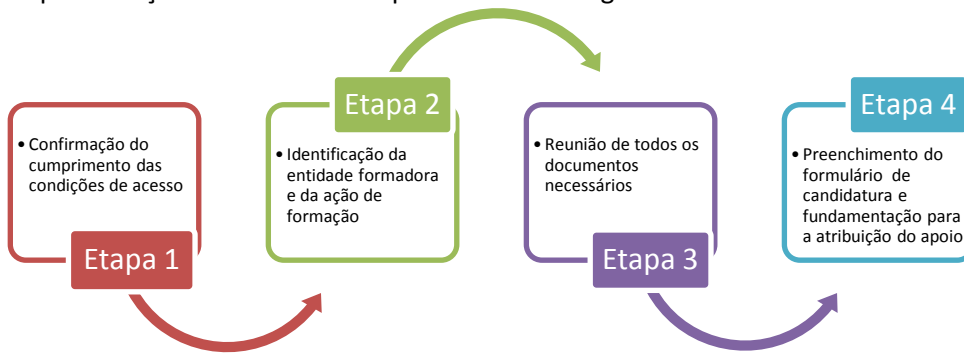 • Confirmação do
cumprimento das
condições de acesso
Etapa 1
Etapa 2
• Identificação da
entidade formadora
e da ação de
formação
• Reunião de todos os
documentos
necessários
Etapa 3
Etapa 4
• Preenchimento do
formulário de
candidatura e
fundamentação para
a atribuição do apoio